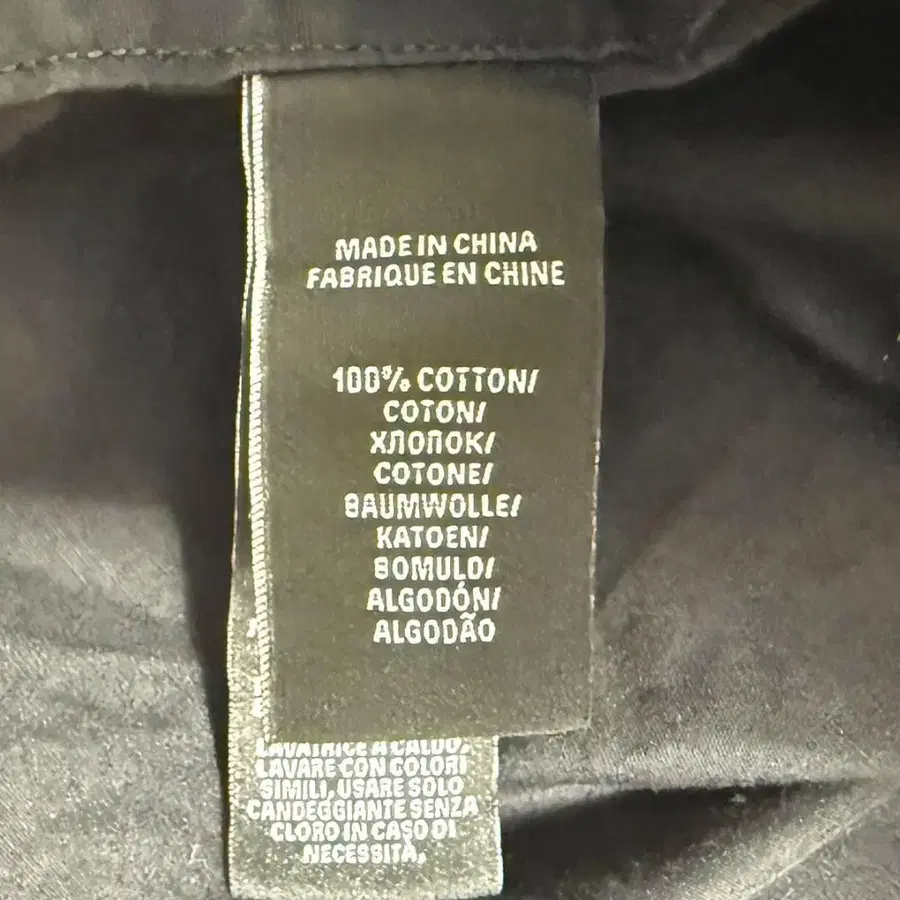 MADE IN CHINA
FABRIQUE EN CHINE
100% COTTON/
COTON/
ХЛОПОК/
COTONE/
BAUMWOLLE/
KATOEN/
BOMULD/
ALGODÓN/
ALGODÃO
LAVATRICE A CALDO,
LAVARE CON COLORI
SIMILI, USARE SOLO
CANDEGGIANTE SENZA
CLORO IN CASO DI
NECESSITÀ,